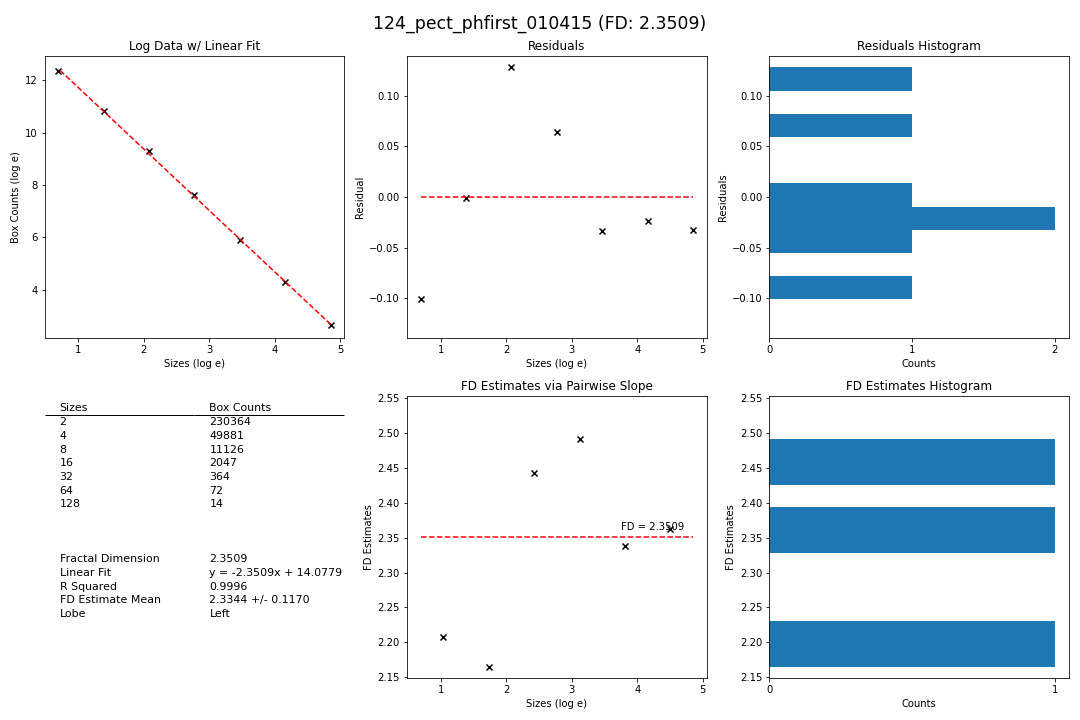 124_pect_phfirst_010415 (FD: 2.3509)
Log Data w/ Linear Fit
12
10
8
6
4
1 2 3 4 5
Box Counts (log e)
Sizes (log e)
Residuals
0.10
0.05
0.00
−0.05
−0.10
1 2 3 4 5
Residual
Sizes (log e)
Residuals Histogram
0.10
0.05
0.00
−0.05
−0.10
0 1 2
Residuals
Counts
Sizes Box Counts
2 230364
4 49881
8 11126
16 2047
32 364
64 72
128 14
Fractal Dimension 2.3509
Linear Fit y = -2.3509x + 14.0779
R Squared 0.9996
FD Estimate Mean 2.3344 +/- 0.1170
Lobe Left
FD Estimates via Pairwise Slope
2.55
2.50
2.45
2.40
2.35
2.30
2.25
2.20
2.15
FD = 2.3509
1 2 3 4 5
FD Estimates
Sizes (log e)
FD Estimates Histogram
2.55
2.50
2.45
2.40
2.35
2.30
2.25
2.20
2.15
0 1
FD Estimates
Counts